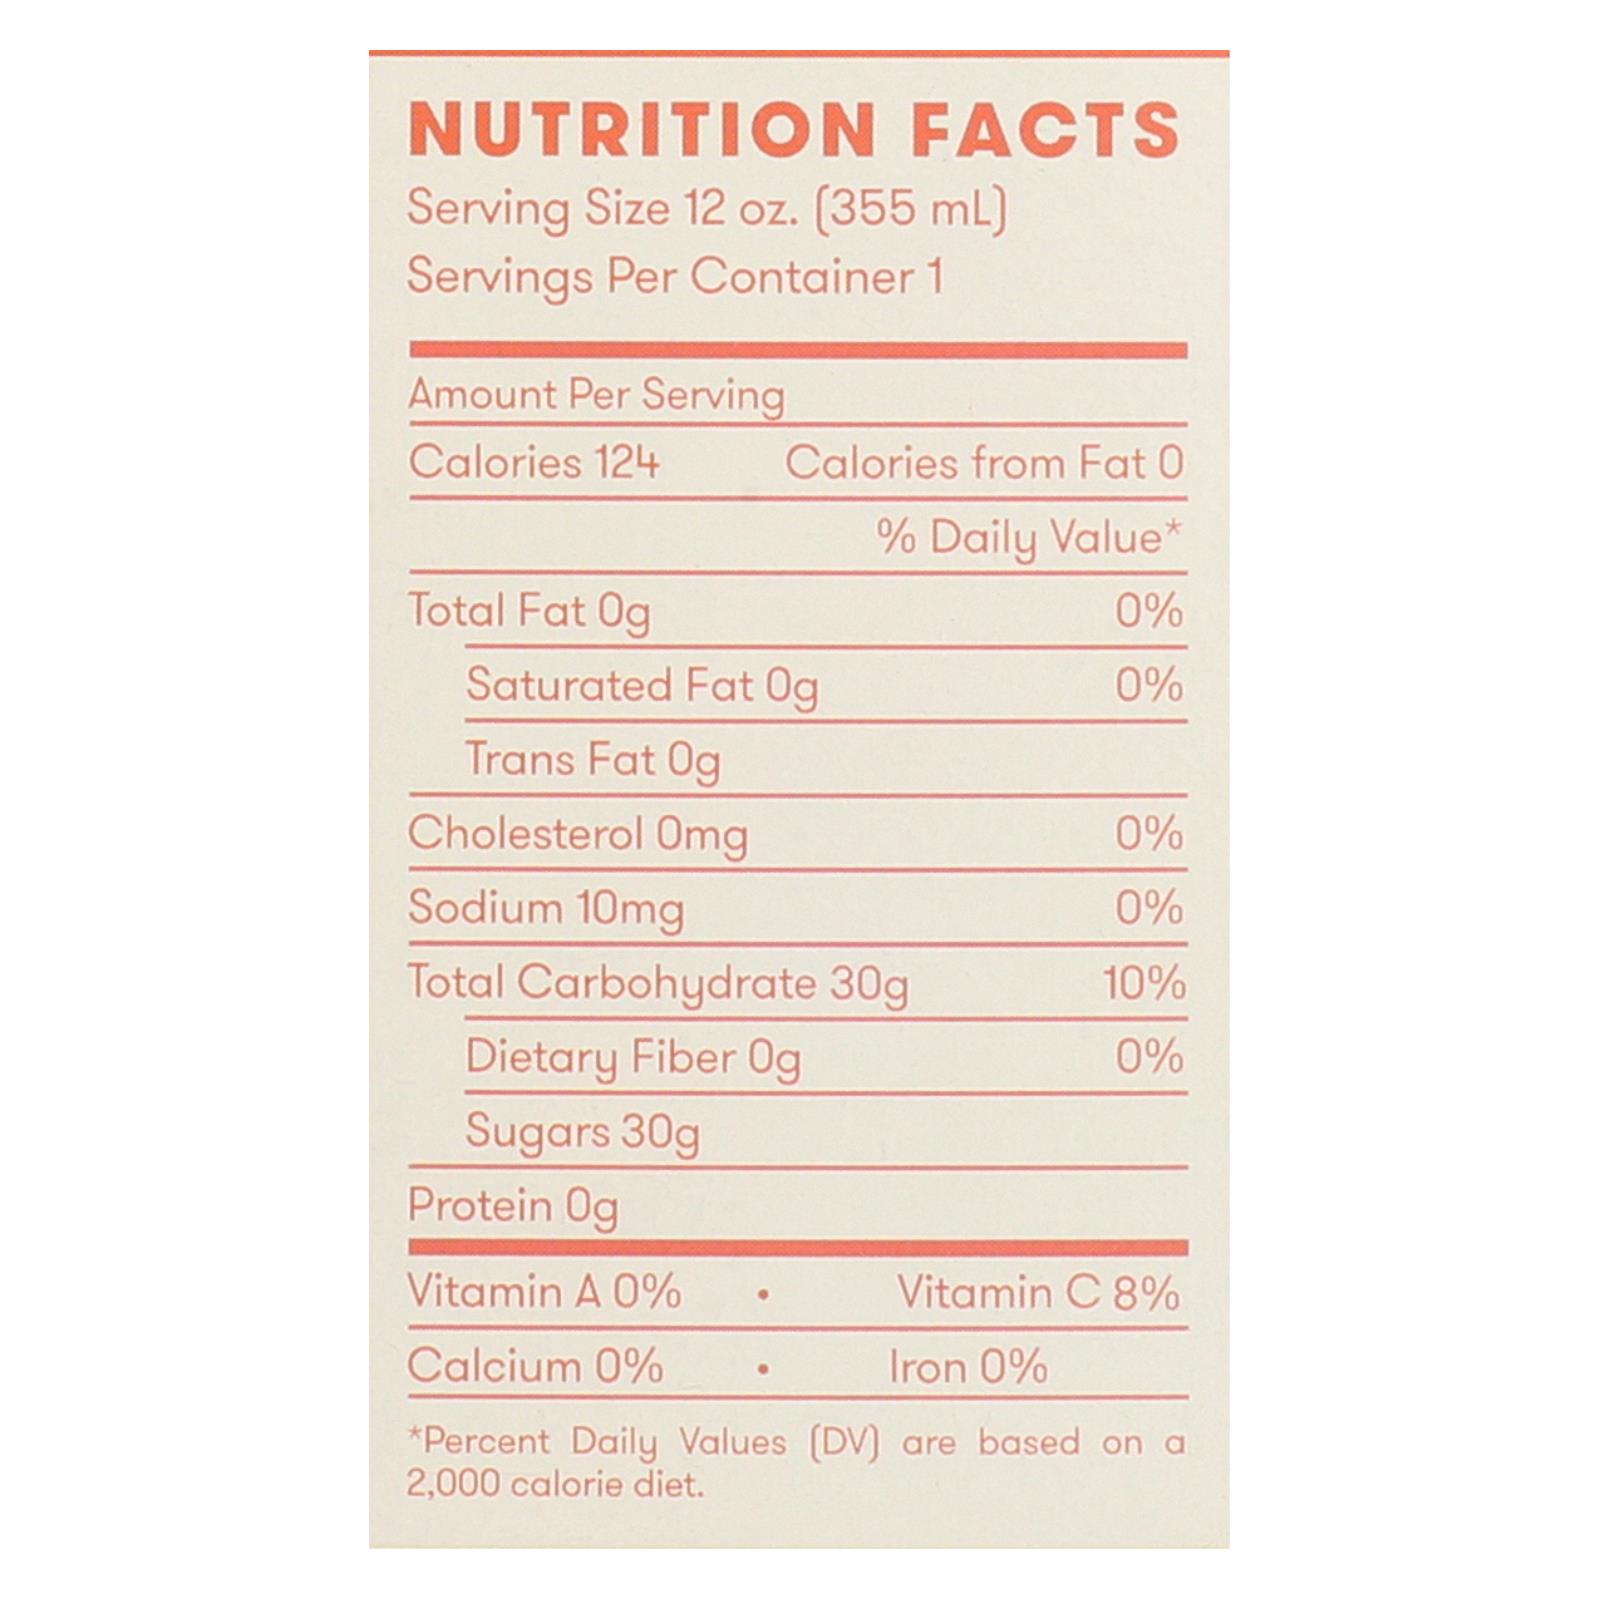 NUTRITION FACTS
Serving Size 12 oz. (355 mL)
Servings Per Container 1
Amount Per Serving
Calories 124 Calories from Fat 0
% Daily Value*
Total Fat 0g 0%
Saturated Fat 0g 0%
Trans Fat 0g
Cholesterol 0mg 0%
Sodium 10mg 0%
Total Carbohydrate 30g 10%
Dietary Fiber 0g 0%
Sugars 30g
Protein 0g
Vitamin A 0% • Vitamin C 8%
Calcium 0% • Iron 0%
*Percent Daily Values (DV) are based on a
2,000 calorie diet.